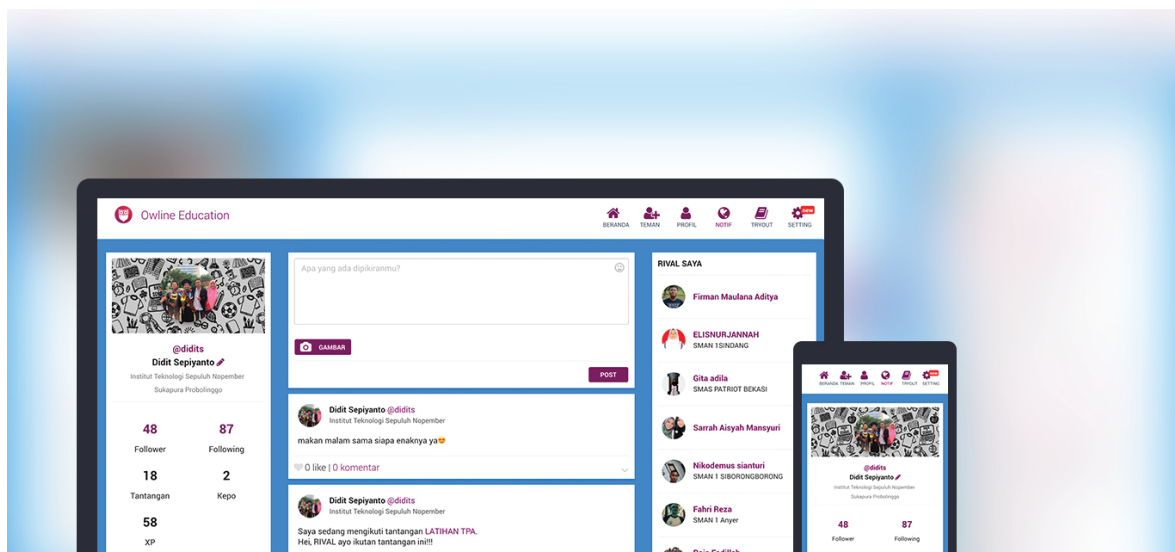 Owline Education
BERANDA TEMAN PROFIL NOTIF TRYOUT SETTING
new
@didits
Didit Sepiyanto
Institut Teknologi Sepuluh Nopember
Sukapura Probolinggo
48 87
Follower Following
18 2
Tantangan Kepo
58
XP
Apa yang ada dipikiranmu?
GAMBAR
POST
Didit Sepiyanto @didits
Institut Teknologi Sepuluh Nopember
makan malam sama siapa enaknya ya😍
0 like | 0 komentar
Didit Sepiyanto @didits
Institut Teknologi Sepuluh Nopember
Saya sedang mengikuti tantangan LATIHAN TPA.
Hei, RIVAL ayo ikutan tantangan ini!!!
RIVAL SAYA
Firman Maulana Aditya
ELISNURJANNAH
SMAN 1SINDANG
Gita adila
SMAS PATRIOT BEKASI
Sarrah Aisyah Mansyuri
Nikodemus sianturi
SMAN 1 SIBORONGBORONG
Fahri Reza
SMAN 1 Anyer
BERANDA TEMAN PROFIL NOTIF TRYOUT SETTING
new
@didits
Didit Sepiyanto
Institut Teknologi Sepuluh Nopember
Sukapura Probolinggo
48 87
Follower Following